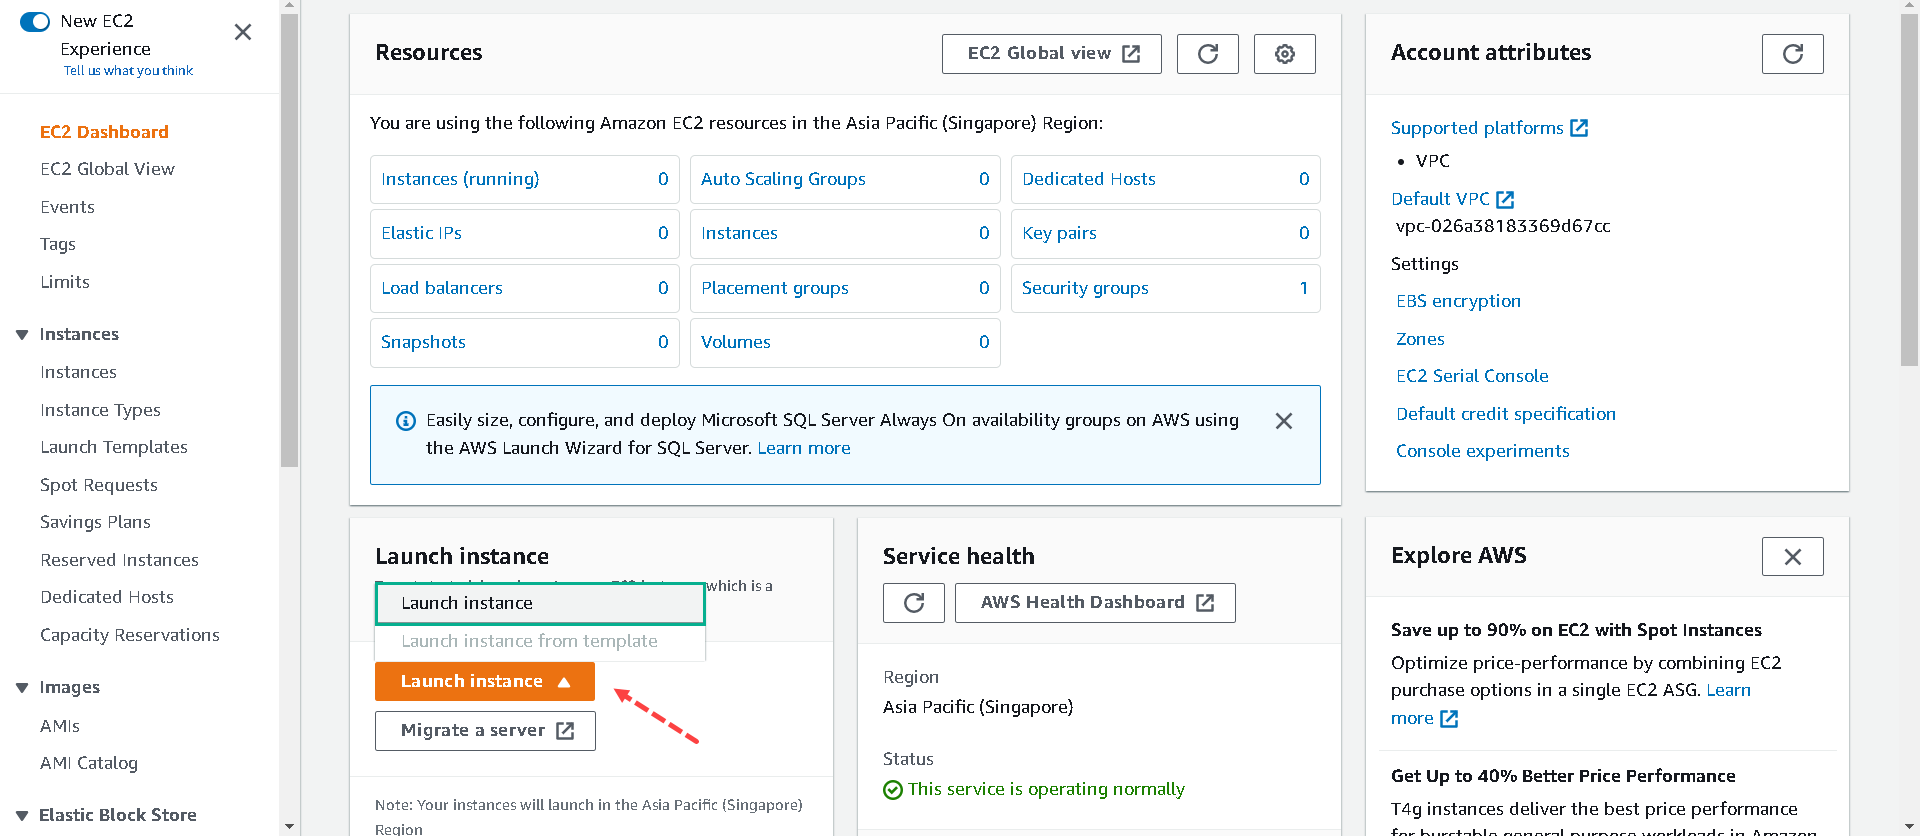 New EC2
Experience
Tell us what you think
EC2 Dashboard
EC2 Global View
Events
Tags
Limits
Instances
Instances
Instance Types
Launch Templates
Spot Requests
Savings Plans
Reserved Instances
Dedicated Hosts
Capacity Reservations
Images
AMIs
AMI Catalog
Elastic Block Store
Resources
EC2 Global view
You are using the following Amazon EC2 resources in the Asia Pacific (Singapore) Region:
Instances (running) 0
Auto Scaling Groups 0
Dedicated Hosts 0
Elastic IPs 0
Instances 0
Key pairs 0
Load balancers 0
Placement groups 0
Security groups 1
Snapshots 0
Volumes 0
Easily size, configure, and deploy Microsoft SQL Server Always On availability groups on AWS using
the AWS Launch Wizard for SQL Server. Learn more
Launch instance
which is a
Launch instance
Launch instance from template
Launch instance
Migrate a server
Note: Your instances will launch in the Asia Pacific (Singapore)
Region
Service health
AWS Health Dashboard
Region
Asia Pacific (Singapore)
Status
This service is operating normally
Account attributes
Supported platforms
• VPC
Default VPC
vpc-026a38183369d67cc
Settings
EBS encryption
Zones
EC2 Serial Console
Default credit specification
Console experiments
Explore AWS
Save up to 90% on EC2 with Spot Instances
Optimize price-performance by combining EC2
purchase options in a single EC2 ASG. Learn
more
Get Up to 40% Better Price Performance
T4g instances deliver the best price performance
for burstable general purpose workloads in Amazon